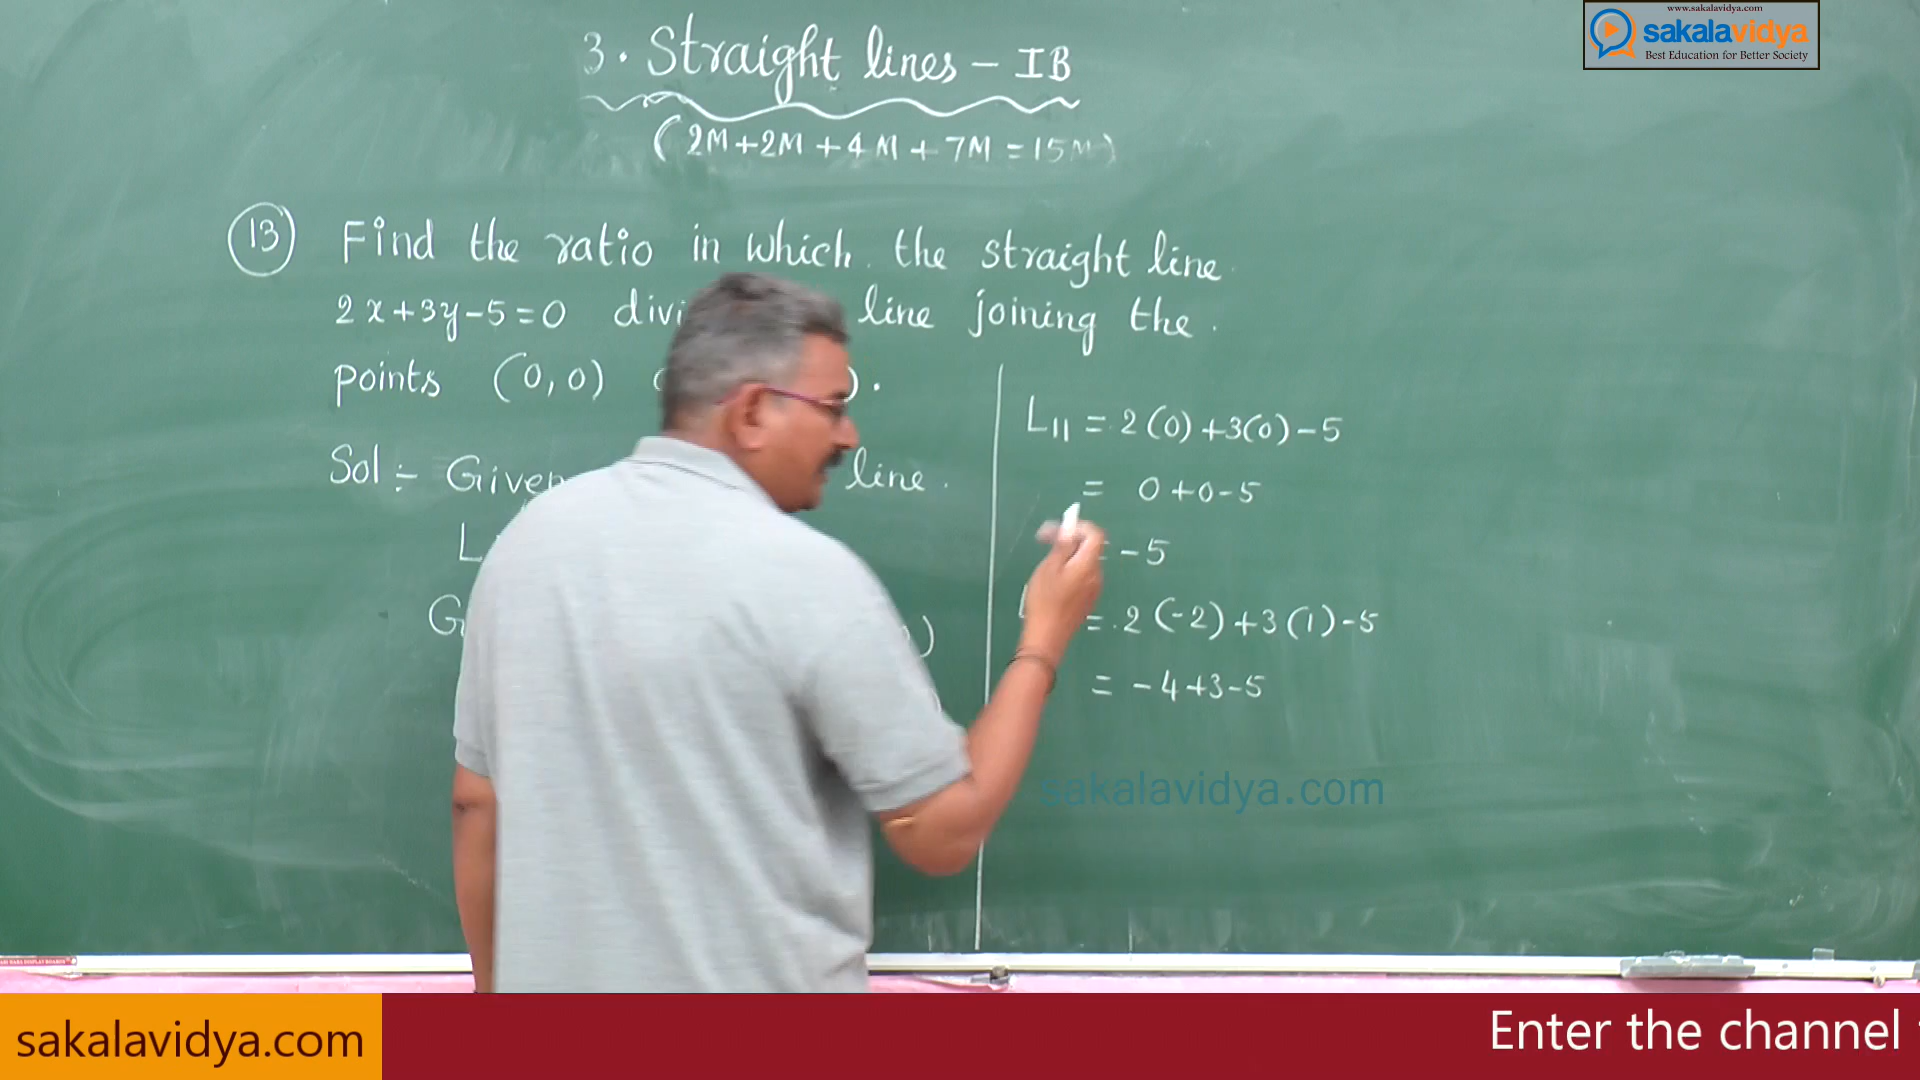 www.sakalavidya.com
sakalavidya
Best Education for Better Society
3. Straight lines - IB
(2M+2M+4M+7M=15M)
13 Find the ratio in which the straight line
2x+3y-5=0 divi line joining the
points (0,0) ).
Sol :- Given line.
L
G )
L11 = 2(0)+3(0)-5
= 0+0-5
= -5
= 2(-2)+3(1)-5
= -4+3-5
sakalavidya.com
sakalavidya.com
Enter the channel